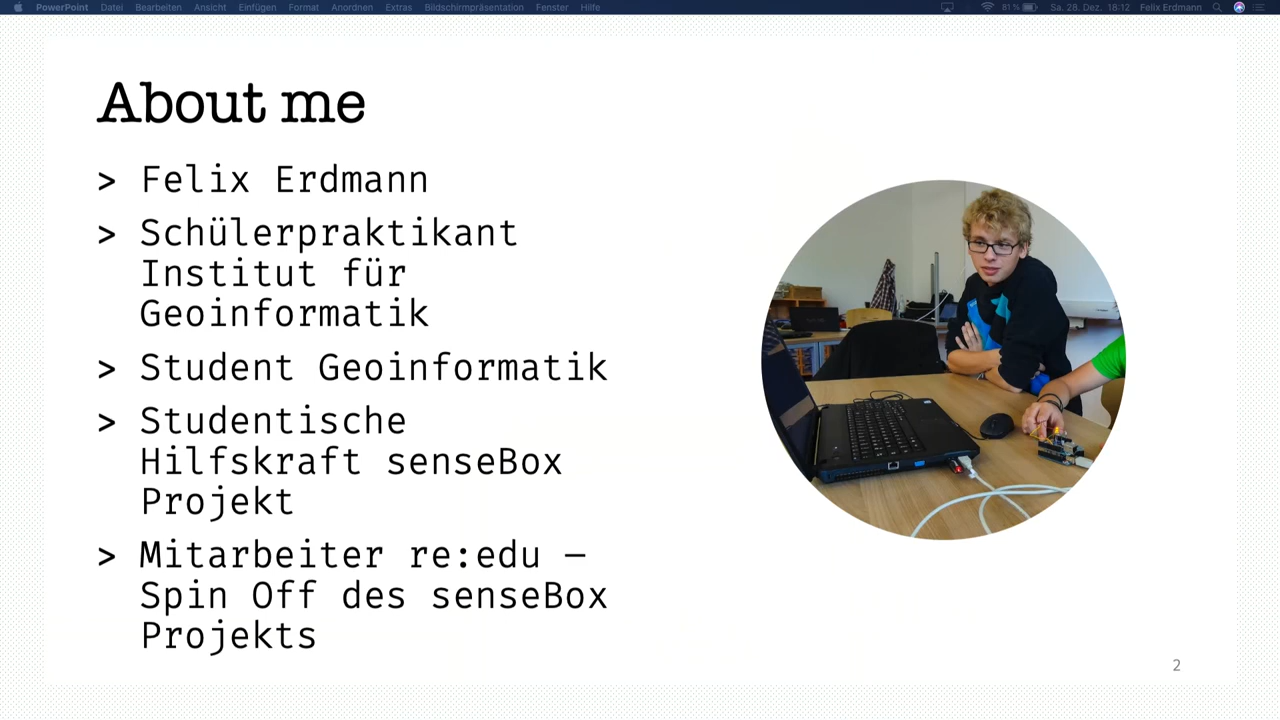 PowerPoint Datei Bearbeiten Ansicht Einfügen Format Anordnen Extras Bildschirmpräsentation Fenster Hilfe 81 % Sa. 28. Dez. 18:12 Felix Erdmann
About me
> Felix Erdmann
> Schülerpraktikant
Institut für
Geoinformatik
> Student Geoinformatik
> Studentische
Hilfskraft senseBox
Projekt
> Mitarbeiter re:edu –
Spin Off des senseBox
Projekts
2